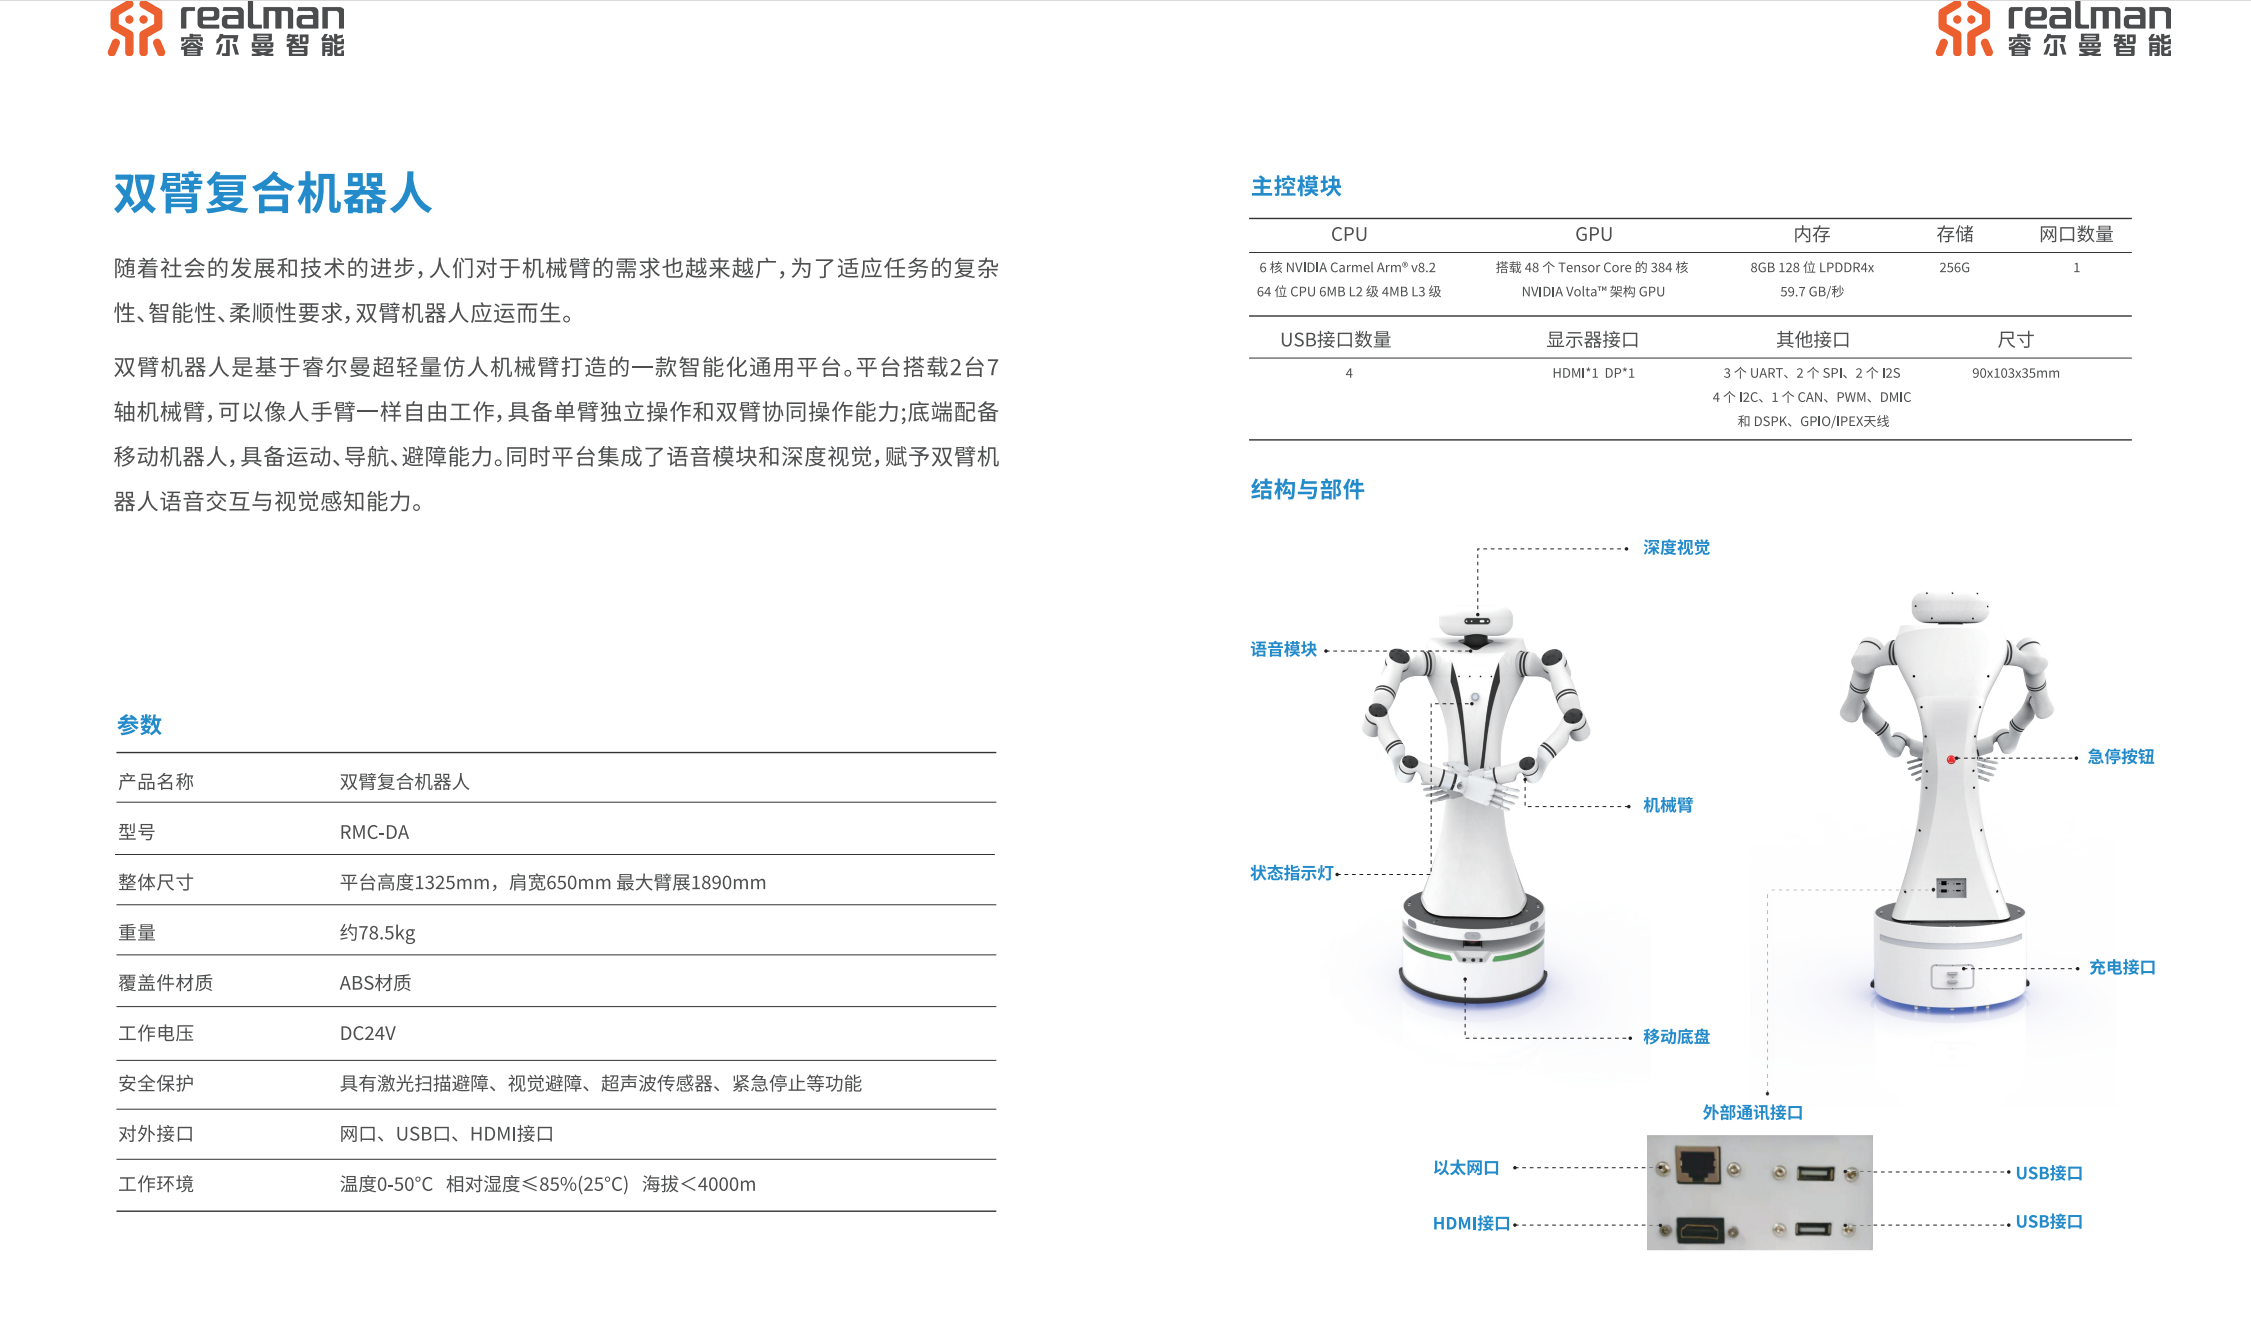 realman
睿尔曼智能
realman
睿尔曼智能
双臂复合机器人
随着社会的发展和技术的进步,人们对于机械臂的需求也越来越广,为了适应任务的复杂
性、智能性、柔顺性要求,双臂机器人应运而生。
双臂机器人是基于睿尔曼超轻量仿人机械臂打造的一款智能化通用平台。平台搭载2台7
轴机械臂,可以像人手臂一样自由工作,具备单臂独立操作和双臂协同操作能力;底端配备
移动机器人,具备运动、导航、避障能力。同时平台集成了语音模块和深度视觉,赋予双臂机
器人语音交互与视觉感知能力。
参数
产品名称 双臂复合机器人
型号 RMC-DA
整体尺寸 平台高度1325mm，肩宽650mm 最大臂展1890mm
重量 约78.5kg
覆盖件材质 ABS材质
工作电压 DC24V
安全保护 具有激光扫描避障、视觉避障、超声波传感器、紧急停止等功能
对外接口 网口、USB口、HDMI接口
工作环境 温度0-50°C 相对湿度≤85%(25°C) 海拔＜4000m
主控模块
CPU GPU 内存 存储 网口数量
6 核 NVIDIA Carmel Arm® v8.2 搭载 48 个 Tensor Core 的 384 核 8GB 128 位 LPDDR4x 256G 1
64 位 CPU 6MB L2 级 4MB L3 级 NVIDIA Volta™ 架构 GPU 59.7 GB/秒
USB接口数量 显示器接口 其他接口 尺寸
4 HDMI*1 DP*1 3 个 UART、2 个 SPI、2 个 I2S 90x103x35mm
4 个 I2C、1 个 CAN、PWM、DMIC
和 DSPK、GPIO/IPEX天线
结构与部件
深度视觉
语音模块
急停按钮
机械臂
状态指示灯
充电接口
移动底盘
外部通讯接口
以太网口 USB接口
HDMI接口 USB接口